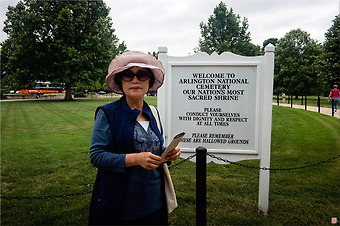 WELCOME TO
ARLINGTON NATIONAL CEMETERY
OUR NATION'S MOST
SACRED SHRINE
PLEASE
CONDUCT YOURSELVES
WITH DIGNITY AND RESPECT
AT ALL TIMES
PLEASE REMEMBER
THESE ARE HALLOWED GROUNDS